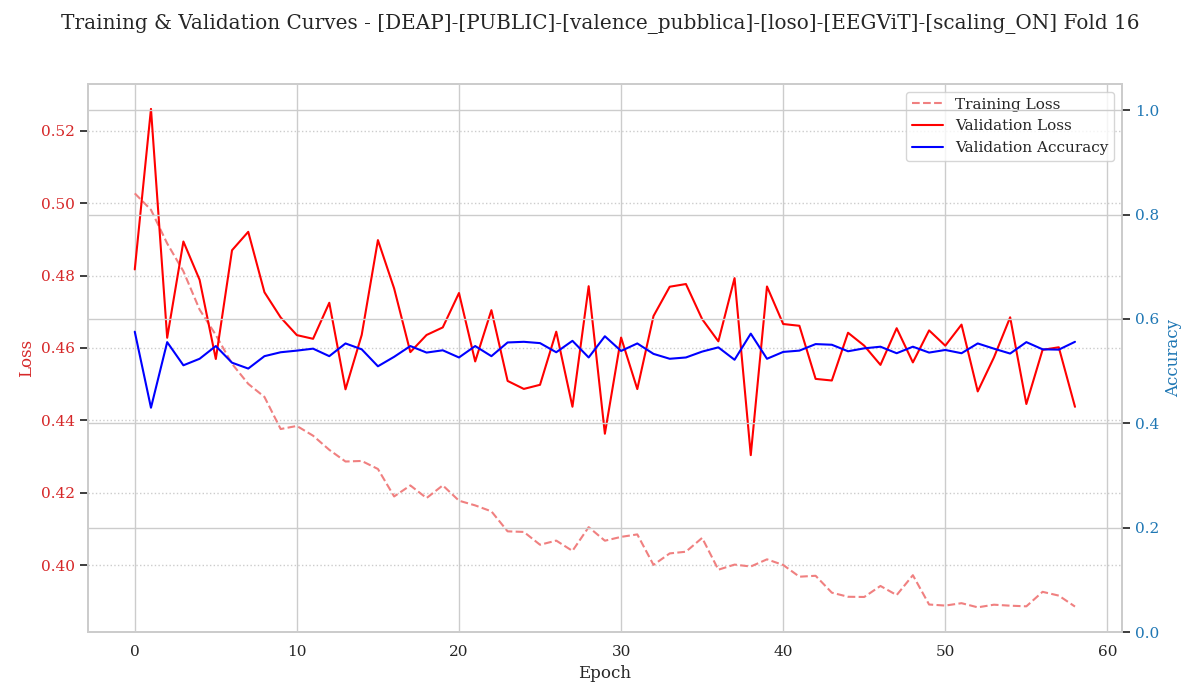 Training & Validation Curves - [DEAP]-[PUBLIC]-[valence_pubblica]-[loso]-[EEGViT]-[scaling_ON] Fold 16
Training Loss
Validation Loss
Validation Accuracy
Loss
0.52
0.50
0.48
0.46
0.44
0.42
0.40
1.0
0.8
0.6
0.4
0.2
0.0
Accuracy
0
10
20
30
40
50
60
Epoch